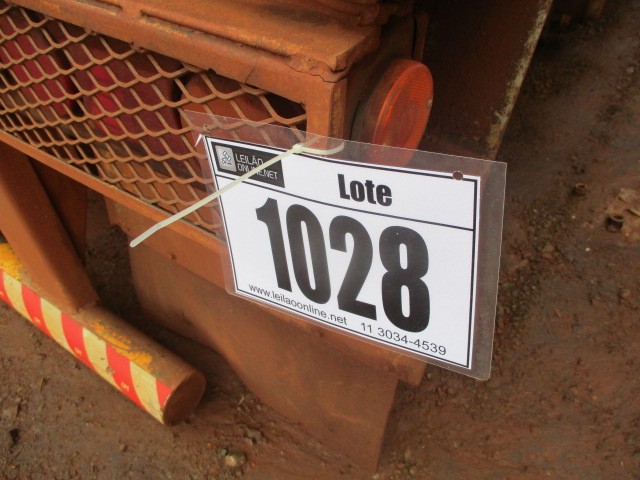 LEILÃO
ONLINE.NET
Lote
1028
www.leilaoonline.net 11 3034-4539